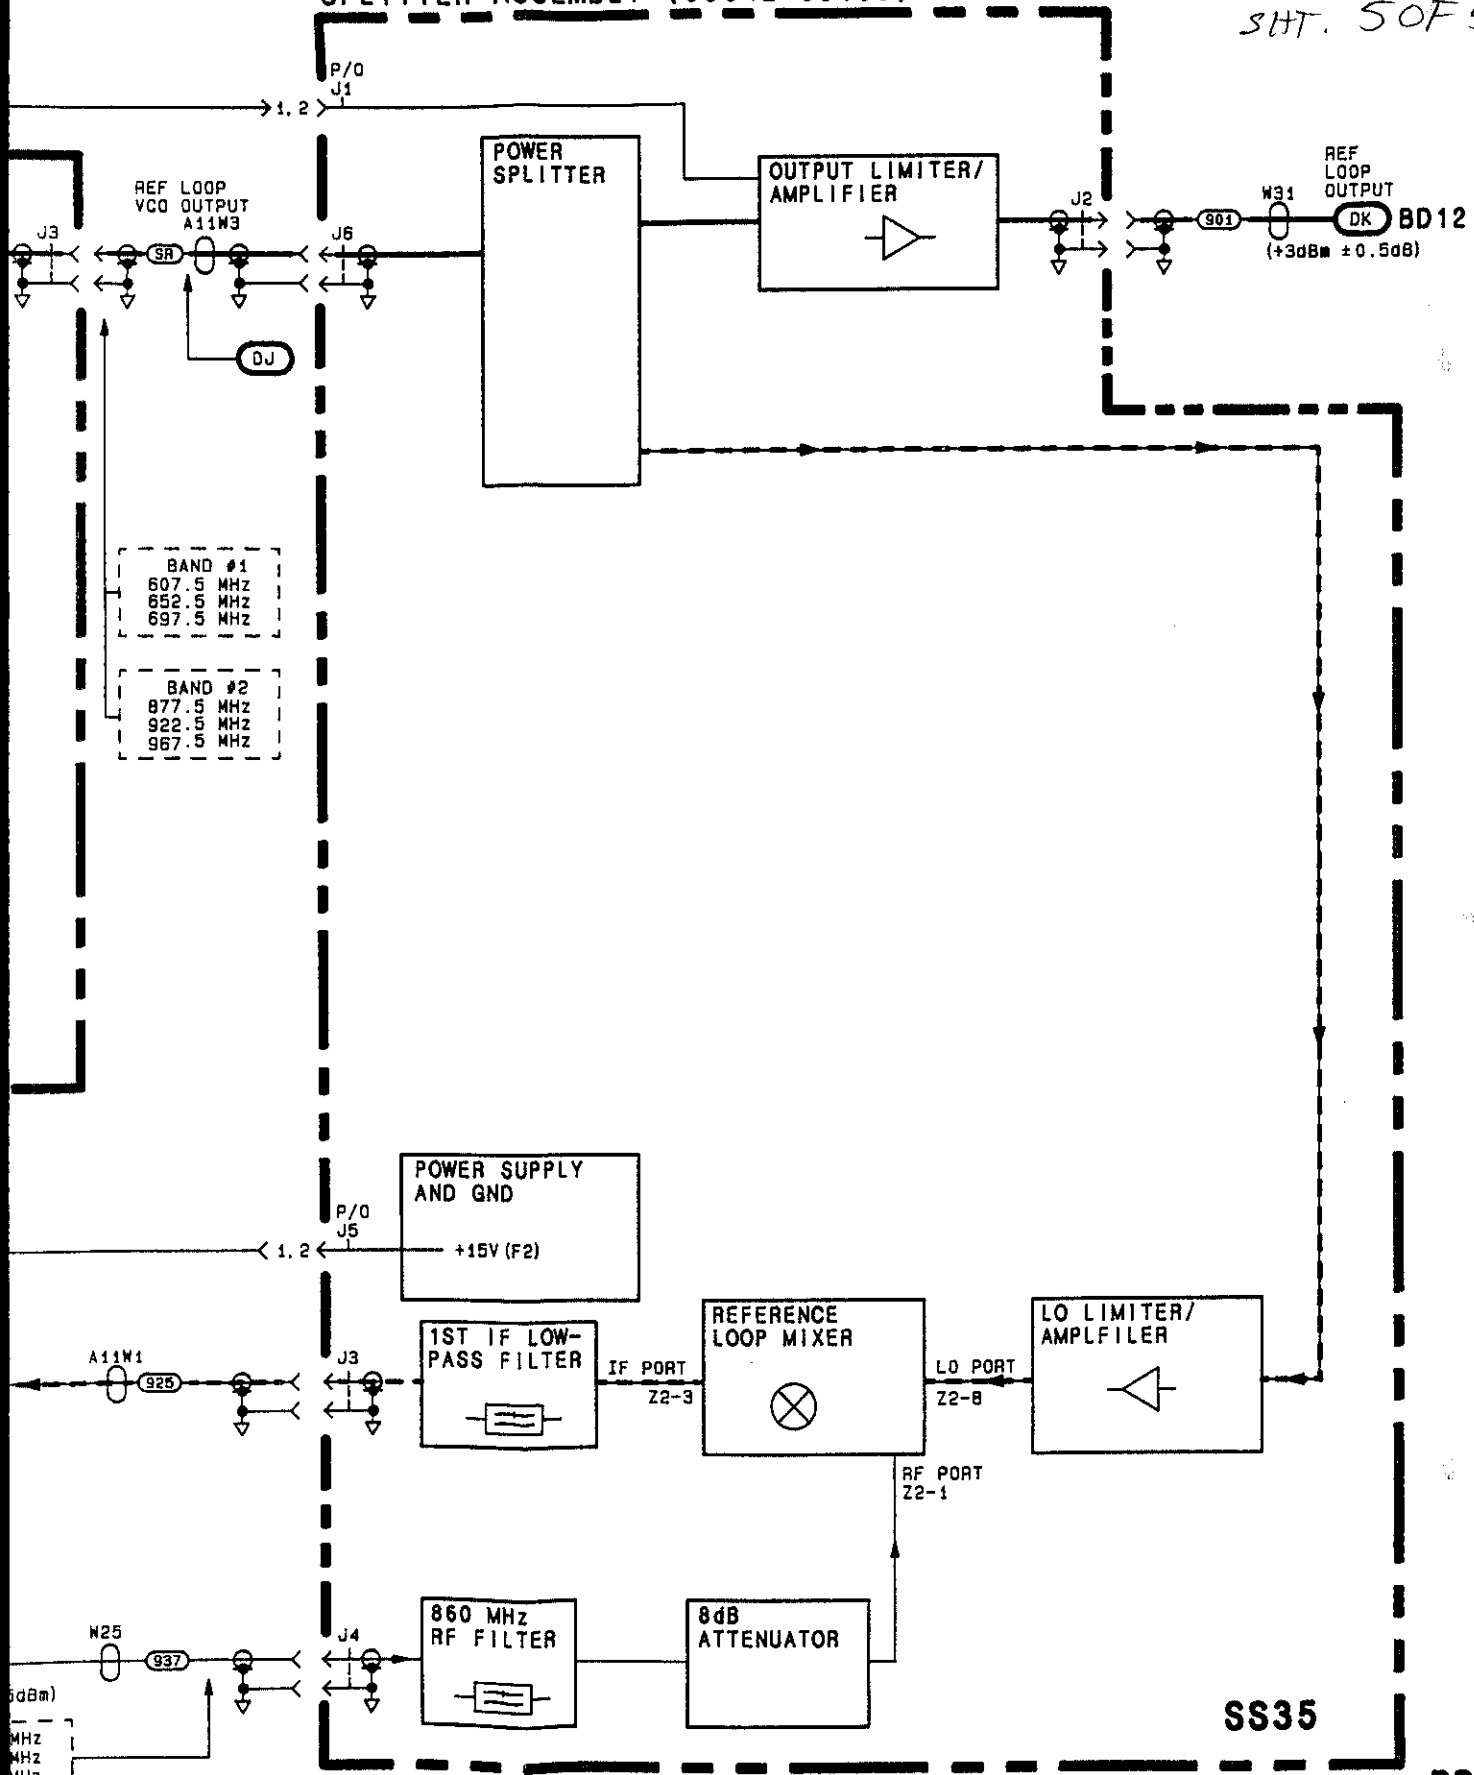 SPLITTER ASSEMBLY
SHT. 5 OF
P/O
J1
1, 2
POWER
SPLITTER
OUTPUT LIMITER/
AMPLIFIER
REF LOOP
VCO OUTPUT
A11W3
J3
SR
J6
J2
901
W31
REF
LOOP
OUTPUT
DK
BD12
(+3dBm ±0.5dB)
DJ
BAND #1
607.5 MHz
652.5 MHz
697.5 MHz
BAND #2
877.5 MHz
922.5 MHz
967.5 MHz
POWER SUPPLY
AND GND
P/O
J5
1, 2
+15V (F2)
A11W1
925
J3
1ST IF LOW-
PASS FILTER
IF PORT
Z2-3
REFERENCE
LOOP MIXER
LO PORT
Z2-8
LO LIMITER/
AMPLFILER
RF PORT
Z2-1
W25
937
J4
860 MHz
RF FILTER
8dB
ATTENUATOR
dBm)
MHz
MHz
SS35